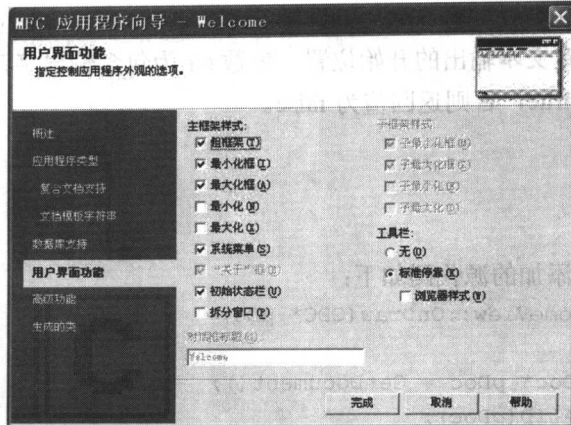 MFC 应用程序向导 - Welcome
用户界面功能
指定控制应用程序外观的选项。
概述
应用程序类型
复合文档支持
文档模板字符串
数据库支持
用户界面功能
高级功能
生成的类
主框架样式:
粗框架(T)
最小化框(I)
最大化框(A)
最小化(N)
最大化(X)
系统菜单(S)
“关于”框(B)
初始状态栏(U)
拆分窗口(P)
对话框标题(G):
Welcome
子框架样式:
子最小化框(M)
子最大化框(E)
子最小化(Z)
子最大化(D)
工具栏:
无(O)
标准停靠(K)
浏览器样式(W)
完成
取消
帮助